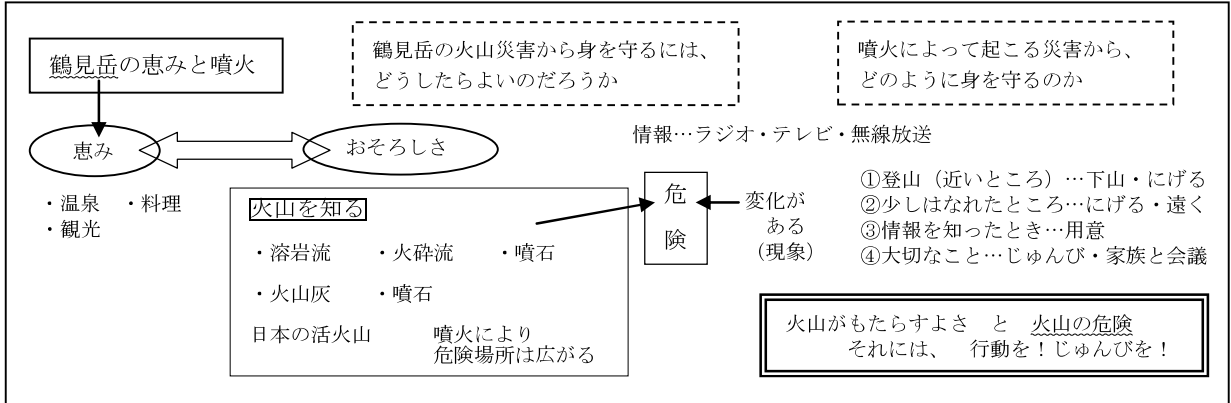 鶴見岳の恵みと噴火
鶴見岳の火山災害から身を守るには、
どうしたらよいのだろうか
噴火によって起こる災害から、
どのように身を守るのか
恵み
おそろしさ
・温泉 ・料理
・観光
火山を知る
・溶岩流 ・火砕流 ・噴石
・火山灰 ・噴石
日本の活火山
噴火により
危険場所は広がる
情報…ラジオ・テレビ・無線放送
危
険
変化が
ある
（現象）
①登山（近いところ）…下山・にげる
②少しはなれたところ…にげる・遠く
③情報を知ったとき…用意
④大切なこと…じゅんび・家族と会議
火山がもたらすよさ と 火山の危険
それには、 行動を！じゅんびを！